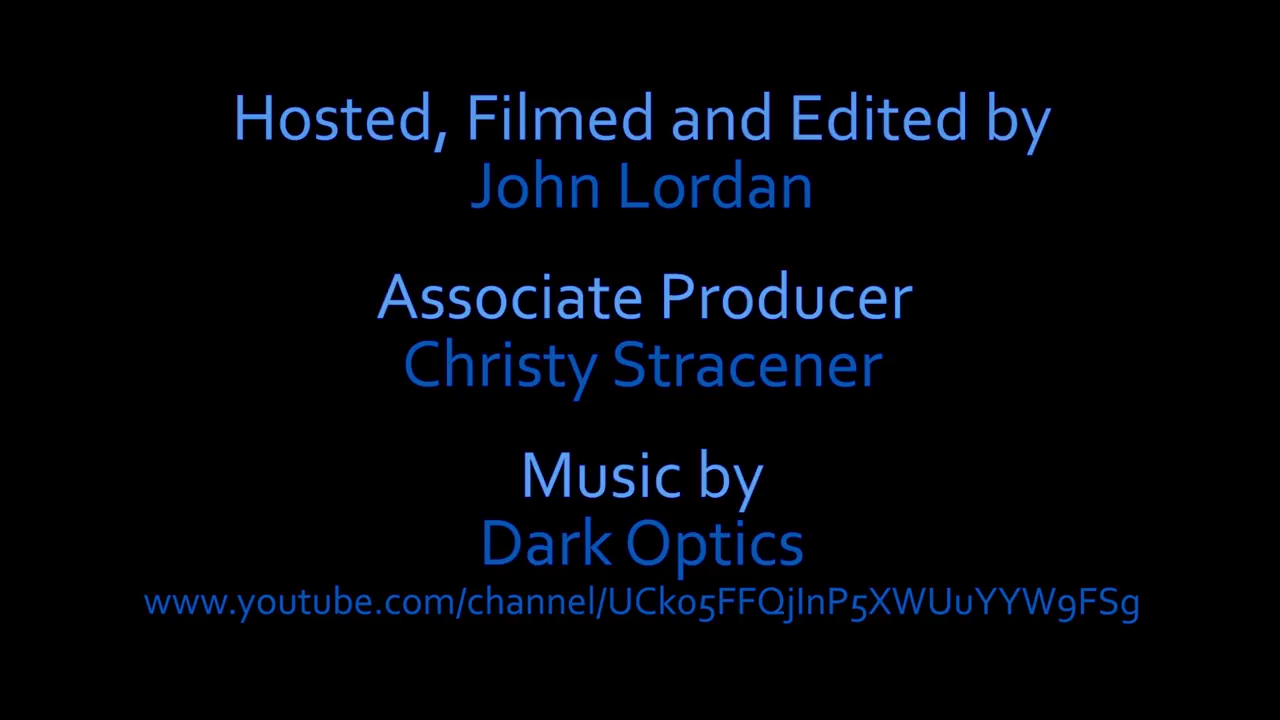 Hosted, Filmed and Edited by
John Lordan
Associate Producer
Christy Stracener
Music by
Dark Optics
www.youtube.com/channel/UCko5FFQjInP5XWUuYYW9FSg